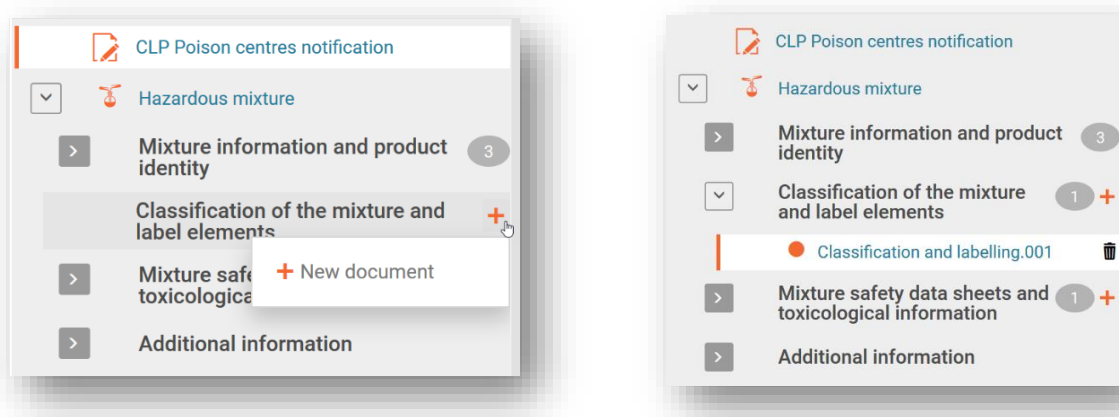 CLP Poison centres notification
Hazardous mixture
Mixture information and product
identity
3
Classification of the mixture and
label elements
+ New document
Mixture safe
toxicologica
Additional information
CLP Poison centres notification
Hazardous mixture
Mixture information and product
identity
3
Classification of the mixture
and label elements
1
Classification and labelling.001
Mixture safety data sheets and
toxicological information
1
Additional information